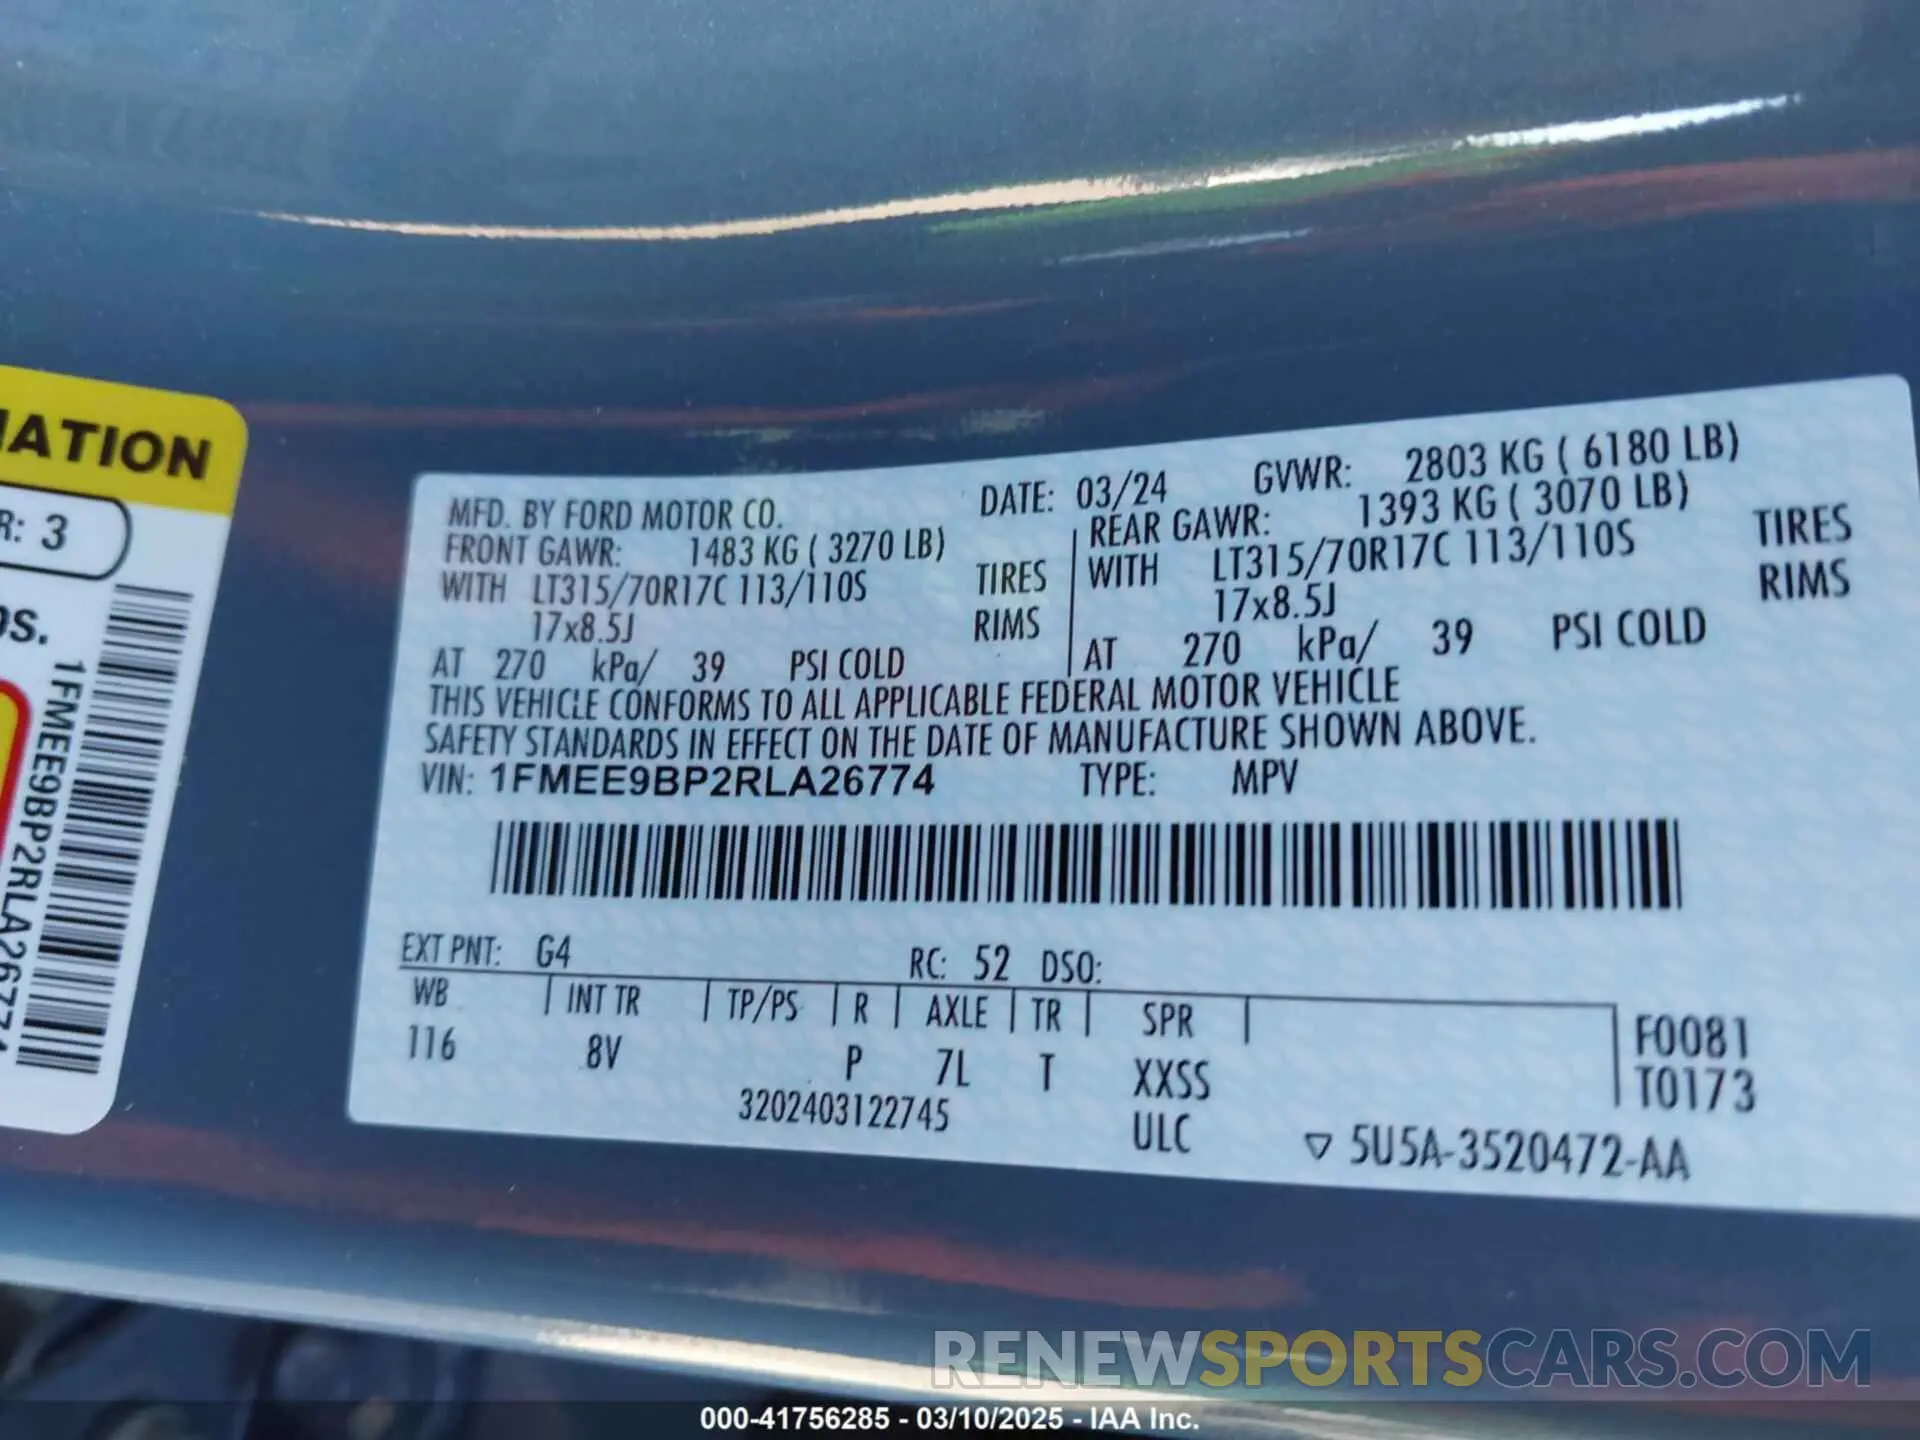 MATION
R: 3
os.
1FMEE9BP2RLA26774
MFD. BY FORD MOTOR CO. DATE: 03/24 GVWR: 2803 KG ( 6180 LB)
FRONT GAWR: 1483 KG ( 3270 LB) REAR GAWR: 1393 KG ( 3070 LB)
WITH LT315/70R17C 113/110S TIRES WITH LT315/70R17C 113/110S TIRES
17x8.5J RIMS 17x8.5J RIMS
AT 270 kPa/ 39 PSI COLD AT 270 kPa/ 39 PSI COLD
THIS VEHICLE CONFORMS TO ALL APPLICABLE FEDERAL MOTOR VEHICLE
SAFETY STANDARDS IN EFFECT ON THE DATE OF MANUFACTURE SHOWN ABOVE.
VIN: 1FMEE9BP2RLA26774 TYPE: MPV
EXT PNT: G4 RC: 52 DSO:
WB INT TR TP/PS R AXLE TR SPR F0081
116 8V P 7L T XXSS T0173
3202403122745 ULC ▽ 5U5A-3520472-AA
RENEWSPORTSCARS.COM
000-41756285 - 03/10/2025 - IAA Inc.